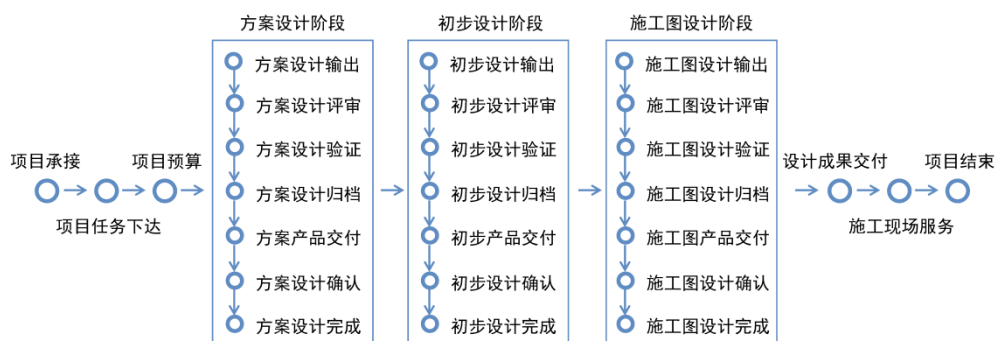 项目承接
项目任务下达
项目预算
方案设计阶段
方案设计输出
方案设计评审
方案设计验证
方案设计归档
方案产品交付
方案设计确认
方案设计完成
初步设计阶段
初步设计输出
初步设计评审
初步设计验证
初步设计归档
初步产品交付
初步设计确认
初步设计完成
施工图设计阶段
施工图设计输出
施工图设计评审
施工图设计验证
施工图设计归档
施工图产品交付
施工图设计确认
施工图设计完成
设计成果交付
施工现场服务
项目结束